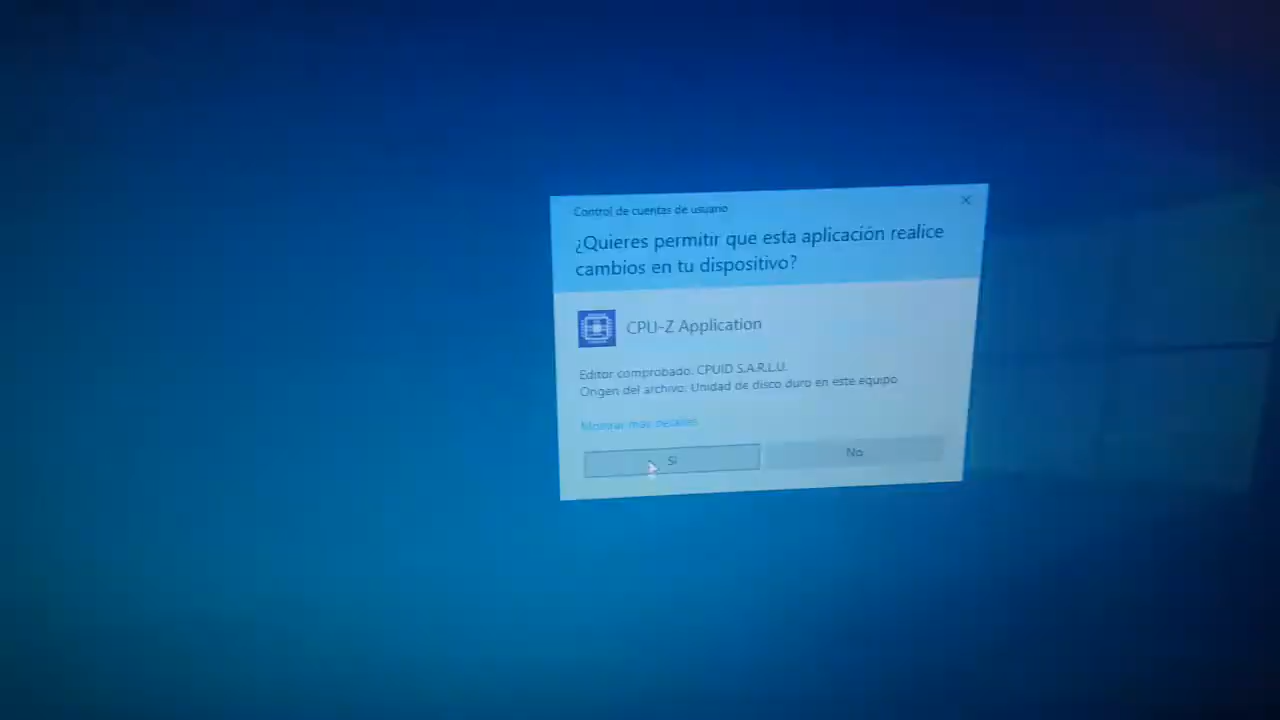 Control de cuentas de usuario
¿Quieres permitir que esta aplicación realice
cambios en tu dispositivo?
CPU-Z Application
Editor comprobado: CPUID S.A.R.L.U.
Origen del archivo: Unidad de disco duro en este equipo
Mostrar más detalles
Sí
No